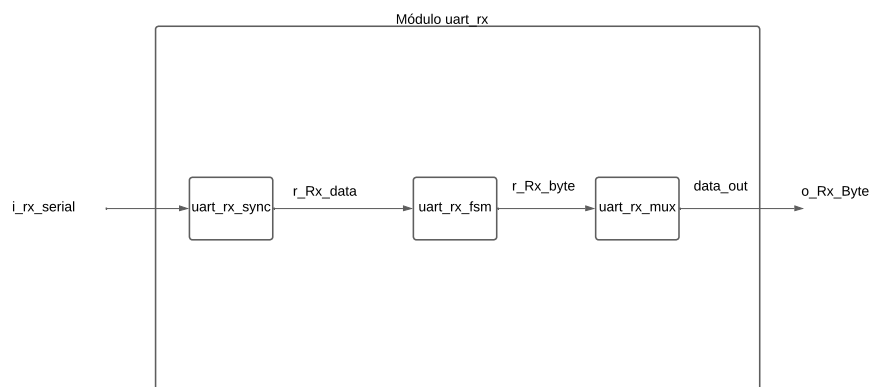 Módulo uart_rx
i_rx_serial
uart_rx_sync
r_Rx_data
uart_rx_fsm
r_Rx_byte
uart_rx_mux
data_out
o_Rx_Byte